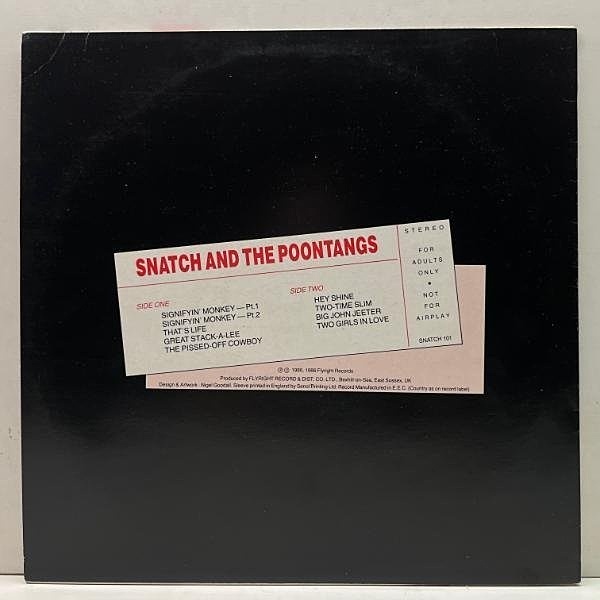 SNATCH AND THE POONTANGS
SIDE ONE
SIGNIFYIN' MONKEY — Pt.1
SIGNIFYIN' MONKEY — Pt.2
THAT'S LIFE
GREAT STACK-A-LEE
THE PISSED-OFF COWBOY
SIDE TWO
HEY SHINE
TWO-TIME SLIM
BIG JOHN JEETER
TWO GIRLS IN LOVE
STEREO
FOR
ADULTS
ONLY
•
NOT
FOR
AIRPLAY
SNATCH 101
Ⓟ © 1986, 1986 Flyright Records
Produced by FLYRIGHT RECORD & DIST. CO. LTD., Bexhill-on-Sea, East Sussex, UK
Design & Artwork : Nigel Goodall. Sleeve printed in England by Senol Printing Ltd. Record Manufactured in E.E.C. (Country as on record label)